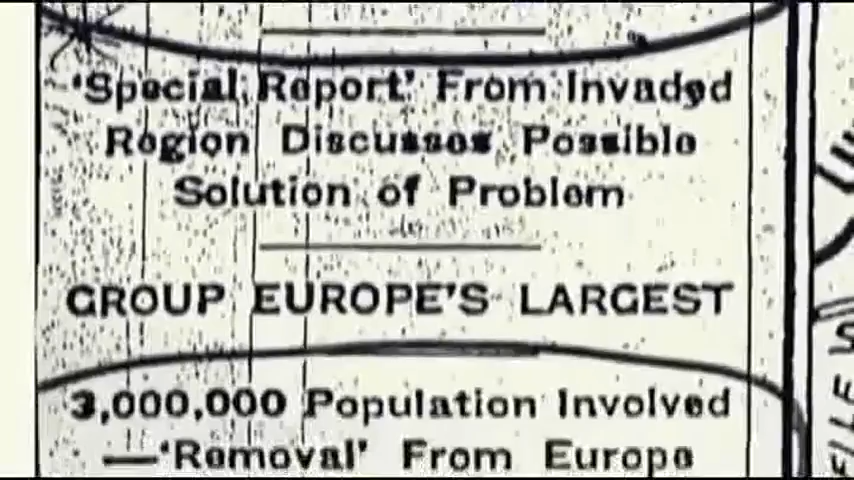 'Special Report' From Invaded
Region Discusses Possible
Solution of Problem
GROUP EUROPE'S LARGEST
3,000,000 Population Involved
—'Removal' From Europe
FILE